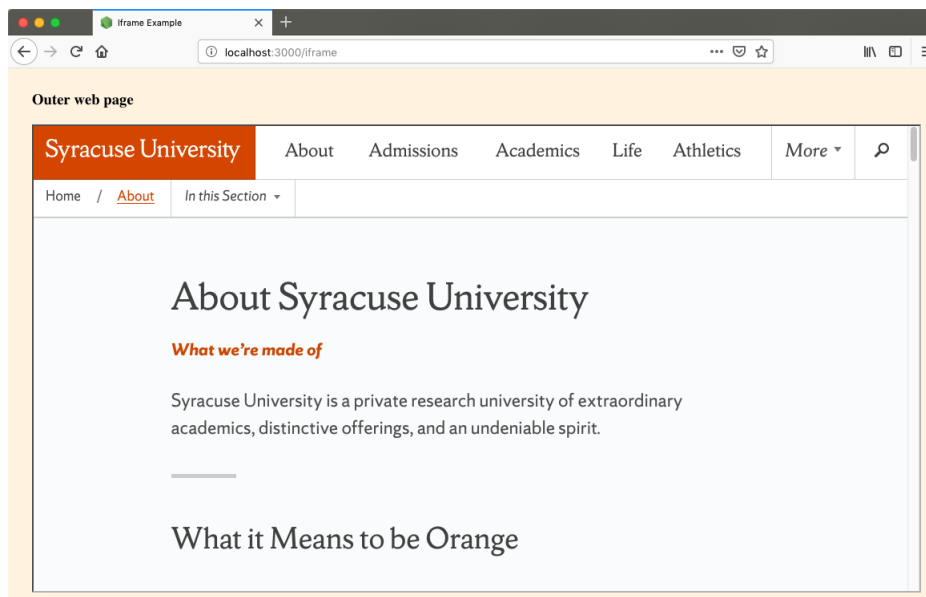 Iframe Example
localhost:3000/iframe
Outer web page
Syracuse University About Admissions Academics Life Athletics More
Home / About In this Section
About Syracuse University
What we're made of
Syracuse University is a private research university of extraordinary
academics, distinctive offerings, and an undeniable spirit.
What it Means to be Orange